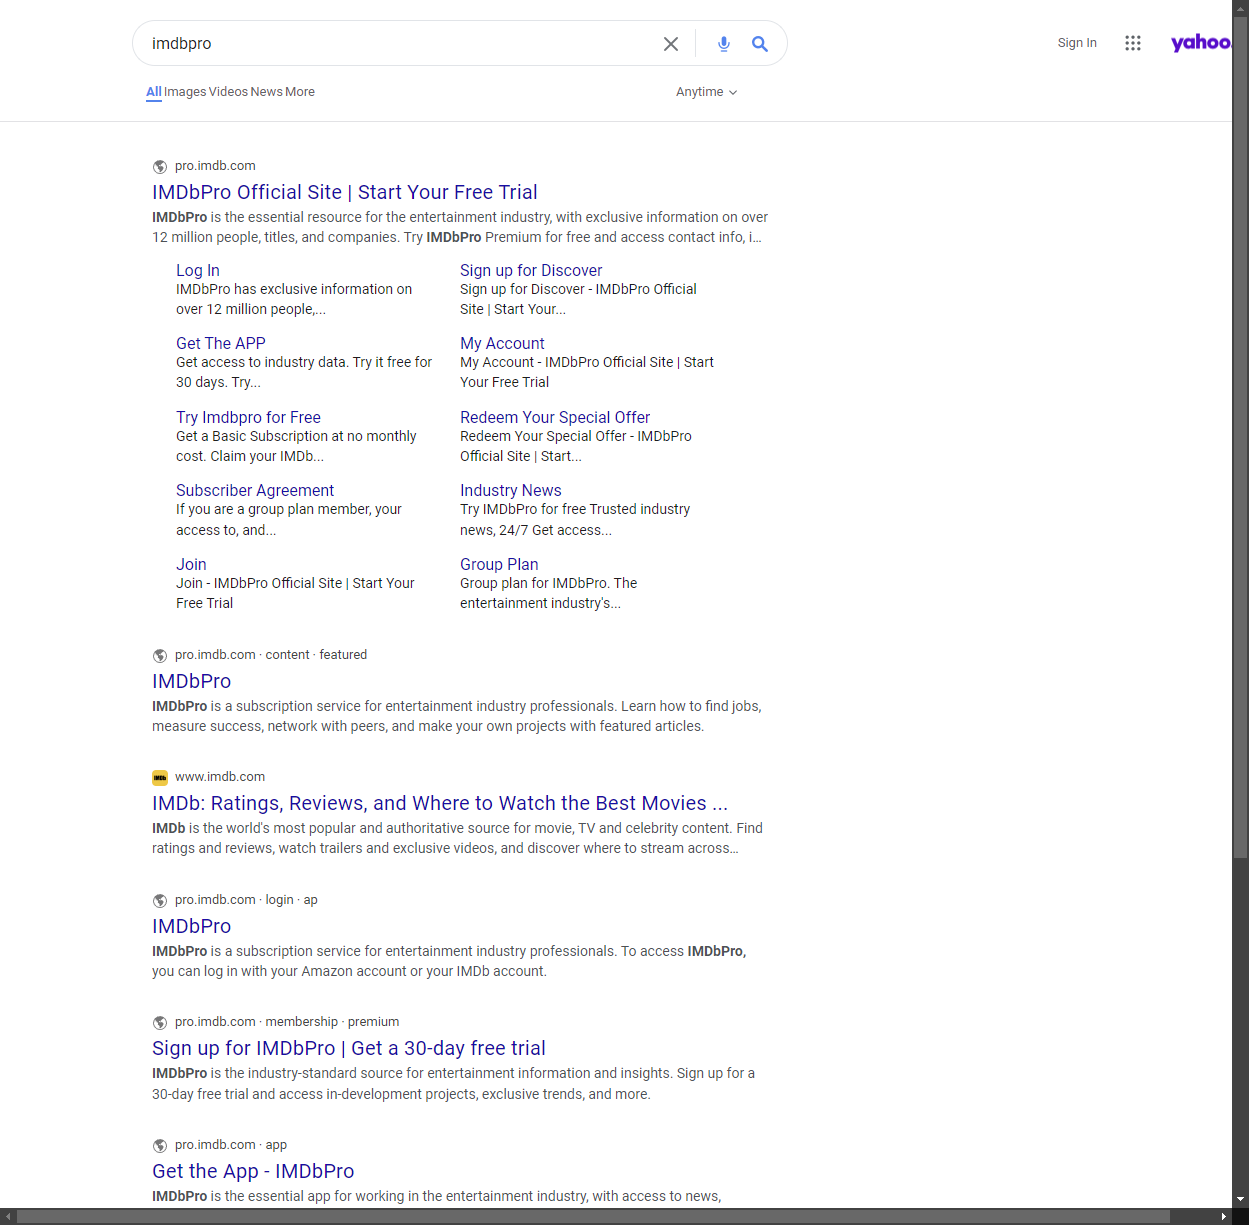 imdbpro
Sign In
yahoo
All Images Videos News More
Anytime
pro.imdb.com
IMDbPro Official Site | Start Your Free Trial
IMDbPro is the essential resource for the entertainment industry, with exclusive information on over
12 million people, titles, and companies. Try IMDbPro Premium for free and access contact info, i...
Log In
IMDbPro has exclusive information on
over 12 million people,...
Sign up for Discover
Sign up for Discover - IMDbPro Official
Site | Start Your...
Get The APP
Get access to industry data. Try it free for
30 days. Try...
My Account
My Account - IMDbPro Official Site | Start
Your Free Trial
Try Imdbpro for Free
Get a Basic Subscription at no monthly
cost. Claim your IMDb...
Redeem Your Special Offer
Redeem Your Special Offer - IMDbPro
Official Site | Start...
Subscriber Agreement
If you are a group plan member, your
access to, and...
Industry News
Try IMDbPro for free Trusted industry
news, 24/7 Get access...
Join
Join - IMDbPro Official Site | Start Your
Free Trial
Group Plan
Group plan for IMDbPro. The
entertainment industry's...
pro.imdb.com · content · featured
IMDbPro
IMDbPro is a subscription service for entertainment industry professionals. Learn how to find jobs,
measure success, network with peers, and make your own projects with featured articles.
IMDb
www.imdb.com
IMDb: Ratings, Reviews, and Where to Watch the Best Movies ...
IMDb is the world's most popular and authoritative source for movie, TV and celebrity content. Find
ratings and reviews, watch trailers and exclusive videos, and discover where to stream across...
pro.imdb.com · login · ap
IMDbPro
IMDbPro is a subscription service for entertainment industry professionals. To access IMDbPro,
you can log in with your Amazon account or your IMDb account.
pro.imdb.com · membership · premium
Sign up for IMDbPro | Get a 30-day free trial
IMDbPro is the industry-standard source for entertainment information and insights. Sign up for a
30-day free trial and access in-development projects, exclusive trends, and more.
pro.imdb.com · app
Get the App - IMDbPro
IMDbPro is the essential app for working in the entertainment industry, with access to news,